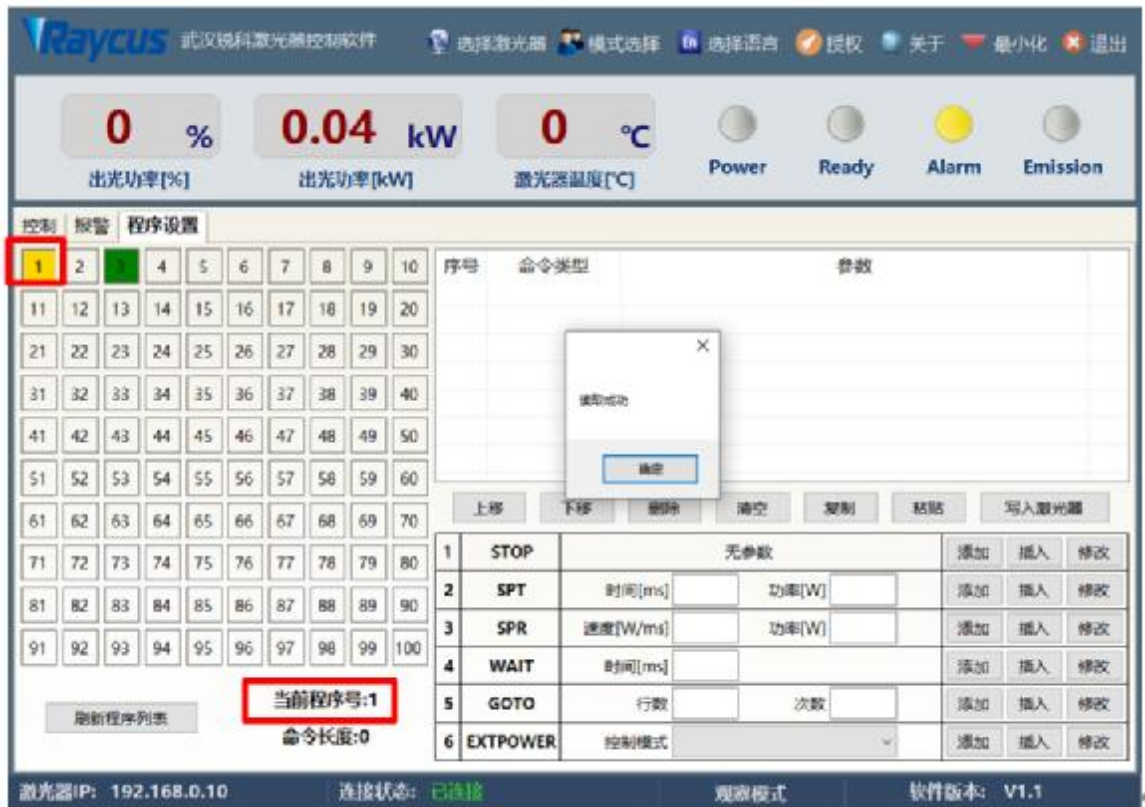 Raycus 武汉锐科激光器控制软件 选择激光器 模式选择 En 选择语言 授权 关于 最小化 退出
0 % 0.04 kW 0 ℃
出光功率[%] 出光功率[kW] 激光器温度[℃] Power Ready Alarm Emission
控制 报警 程序设置
1 2 3 4 5 6 7 8 9 10 序号 命令类型 参数
11 12 13 14 15 16 17 18 19 20
21 22 23 24 25 26 27 28 29 30
31 32 33 34 35 36 37 38 39 40
读取成功
41 42 43 44 45 46 47 48 49 50
51 52 53 54 55 56 57 58 59 60
确定
61 62 63 64 65 66 67 68 69 70
上移 下移 删除 清空 复制 粘贴 写入激光器
71 72 73 74 75 76 77 78 79 80
81 82 83 84 85 86 87 88 89 90
91 92 93 94 95 96 97 98 99 100
1 STOP 无参数 添加 插入 修改
2 SPT 时间[ms] 功率[W] 添加 插入 修改
3 SPR 速度[W/ms] 功率[W] 添加 插入 修改
4 WAIT 时间[ms] 添加 插入 修改
5 GOTO 行数 次数 添加 插入 修改
6 EXTPOWER 控制模式 添加 插入 修改
刷新程序列表
当前程序号:1
命令长度:0
激光器IP: 192.168.0.10 连接状态: 已连接 观察模式 软件版本: V1.1